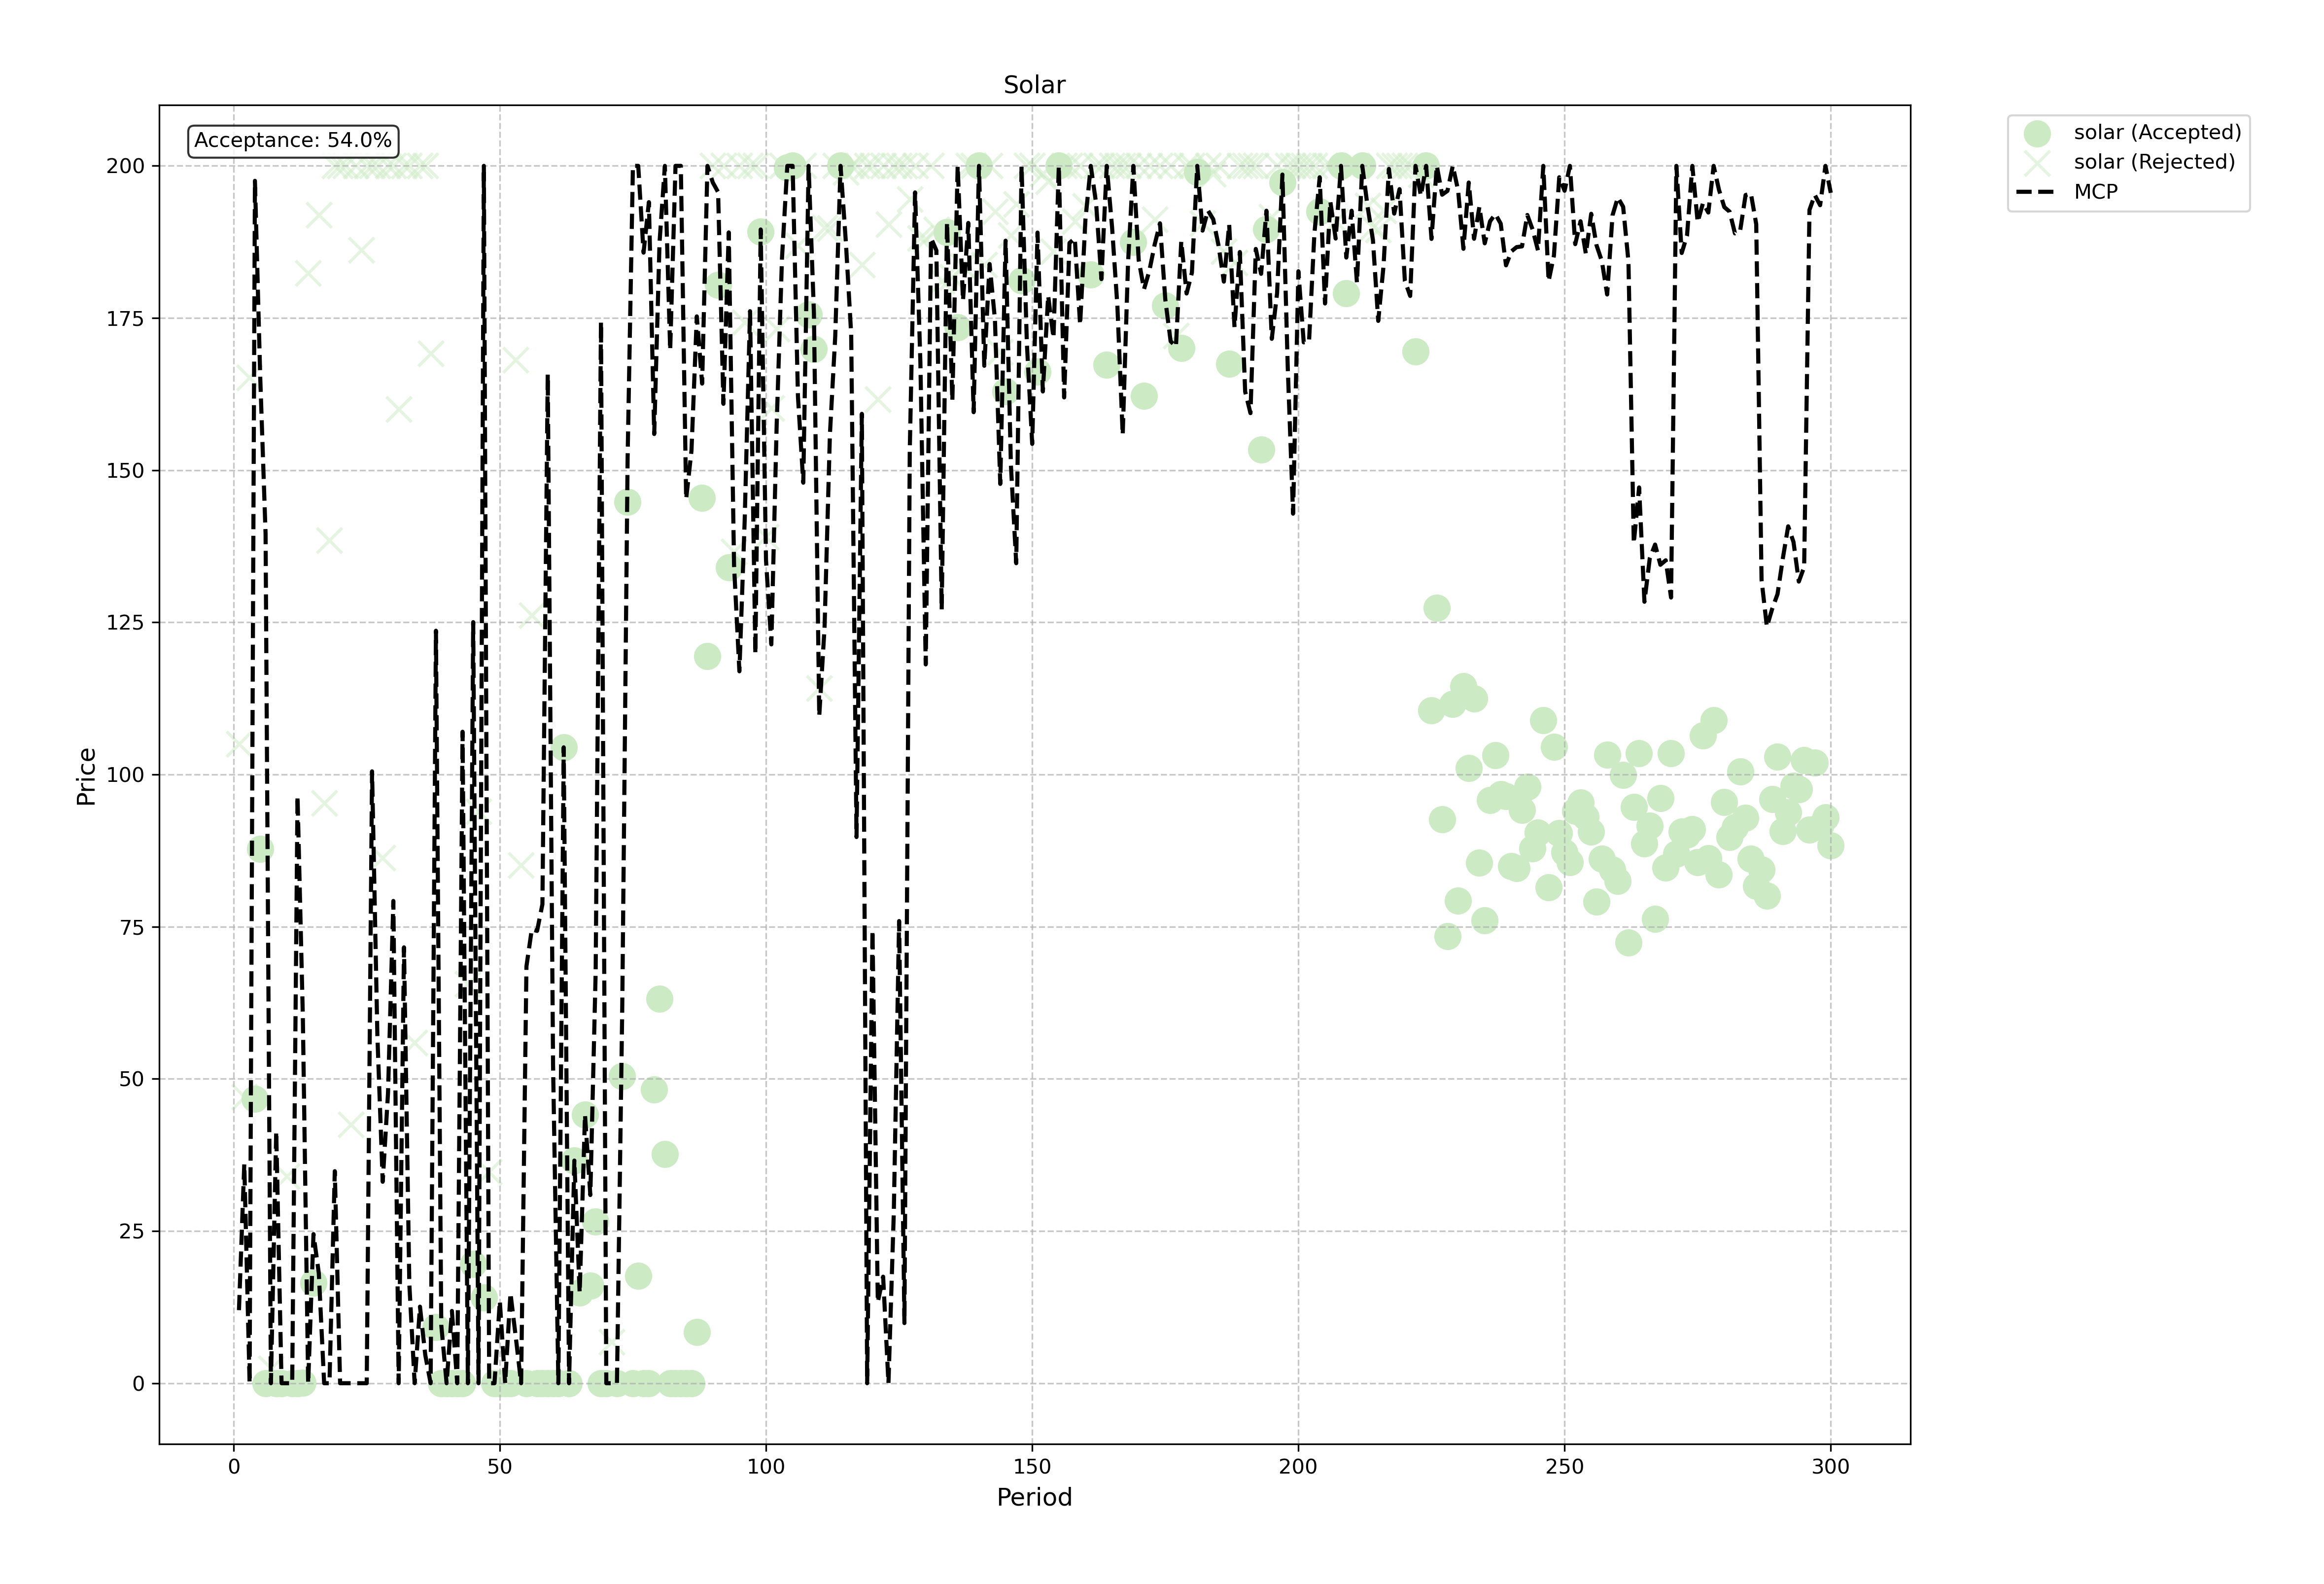 Solar
Acceptance: 54.0%
solar (Accepted)
solar (Rejected)
MCP
200
175
150
125
100
75
50
25
0
Price
0 50 100 150 200 250 300
Period